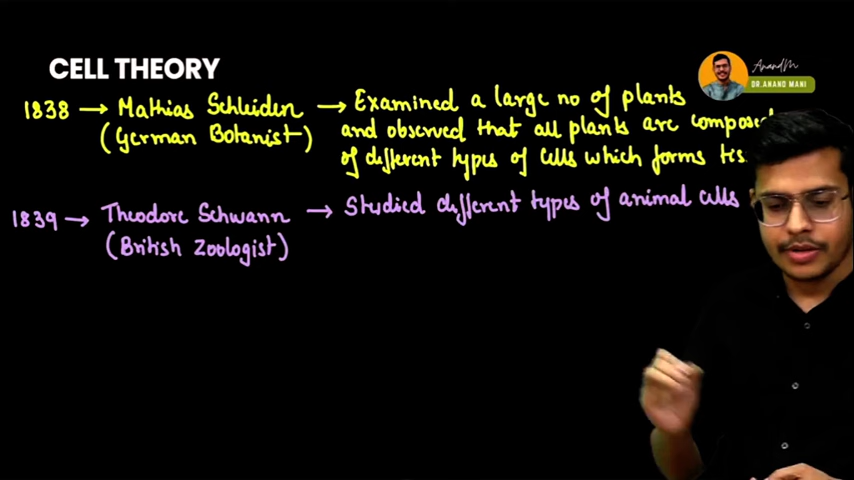 CELL THEORY
AnandM
DR.ANAND MANI
1838 → Mathias Schleiden → Examined a large no of plants
(German Botanist) and observed that all plants are
of different types of cells which forms
1839 → Theodore Schwann → Studied different types of animal cells
(British Zoologist)